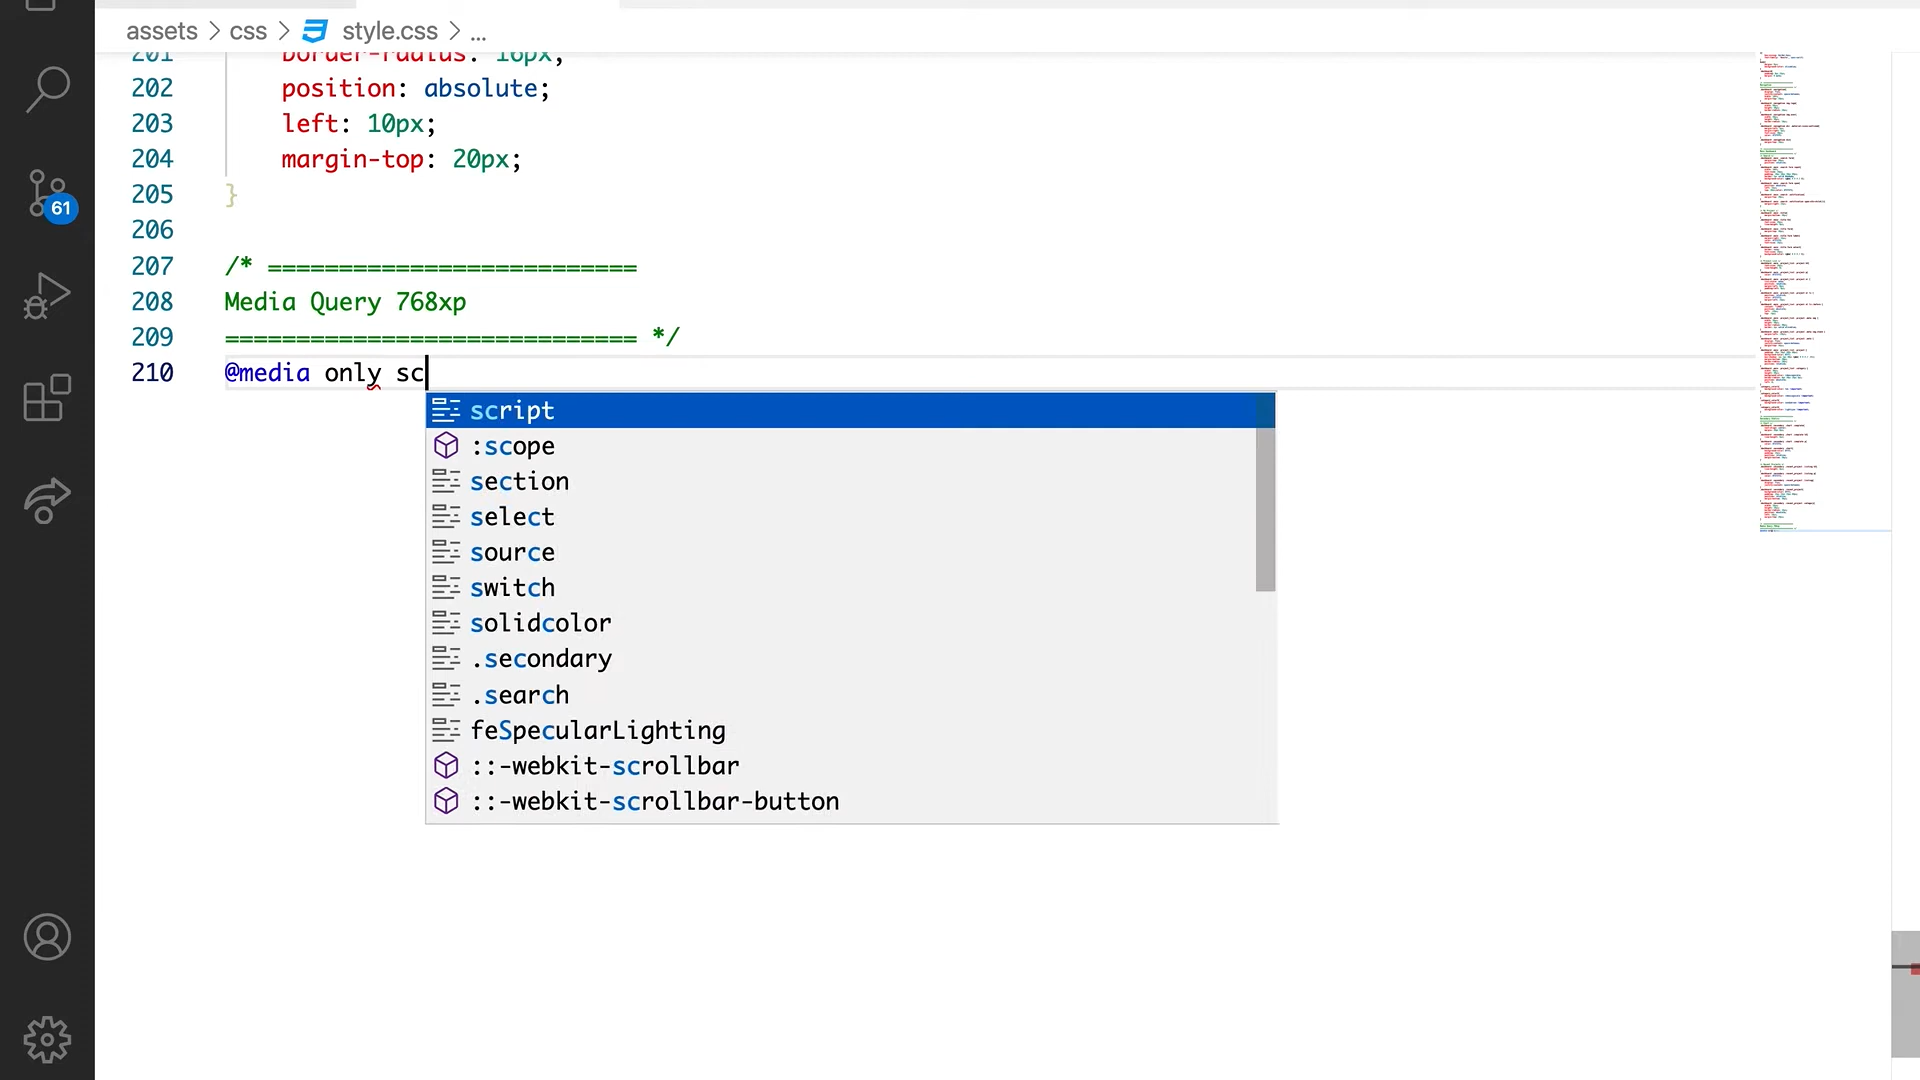 assets > css > style.css > ...
201 border-radius: 16px;
202 position: absolute;
203 left: 10px;
204 margin-top: 20px;
205 }
206
207 /* ==========================
208 Media Query 768xp
209 ============================= */
210 @media only sc
script
:scope
section
select
source
switch
solidcolor
.secondary
.search
feSpecularLighting
::-webkit-scrollbar
::-webkit-scrollbar-button
61